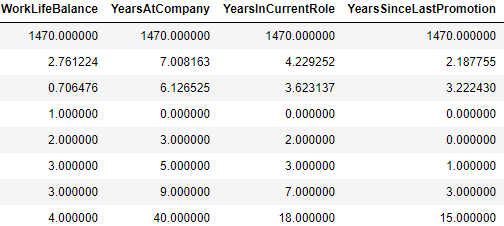 WorkLifeBalance YearsAtCompany YearsInCurrentRole YearsSinceLastPromotion
1470.000000 1470.000000 1470.000000 1470.000000
2.761224 7.008163 4.229252 2.187755
0.706476 6.126525 3.623137 3.222430
1.000000 0.000000 0.000000 0.000000
2.000000 3.000000 2.000000 0.000000
3.000000 5.000000 3.000000 1.000000
3.000000 9.000000 7.000000 3.000000
4.000000 40.000000 18.000000 15.000000